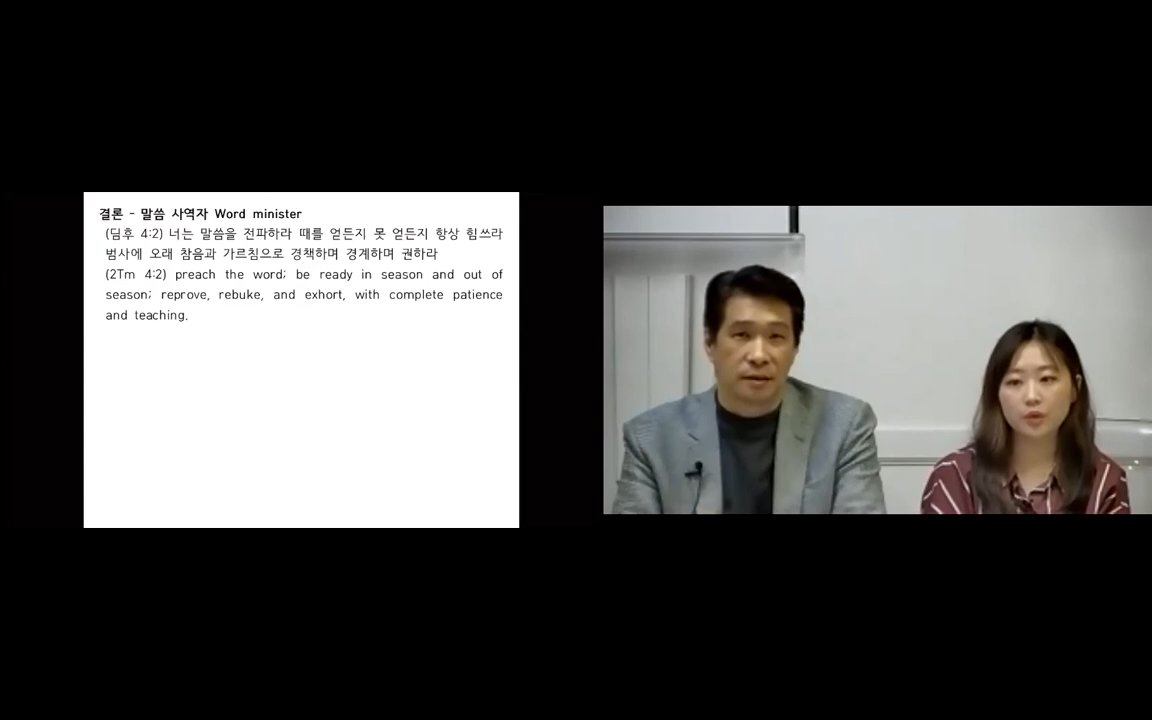 결론 - 말씀 사역자 Word minister
(딤후 4:2) 너는 말씀을 전파하라 때를 얻든지 못 얻든지 항상 힘쓰라
범사에 오래 참음과 가르침으로 경책하며 경계하며 권하라
(2Tm 4:2) preach the word; be ready in season and out of
season; reprove, rebuke, and exhort, with complete patience
and teaching.